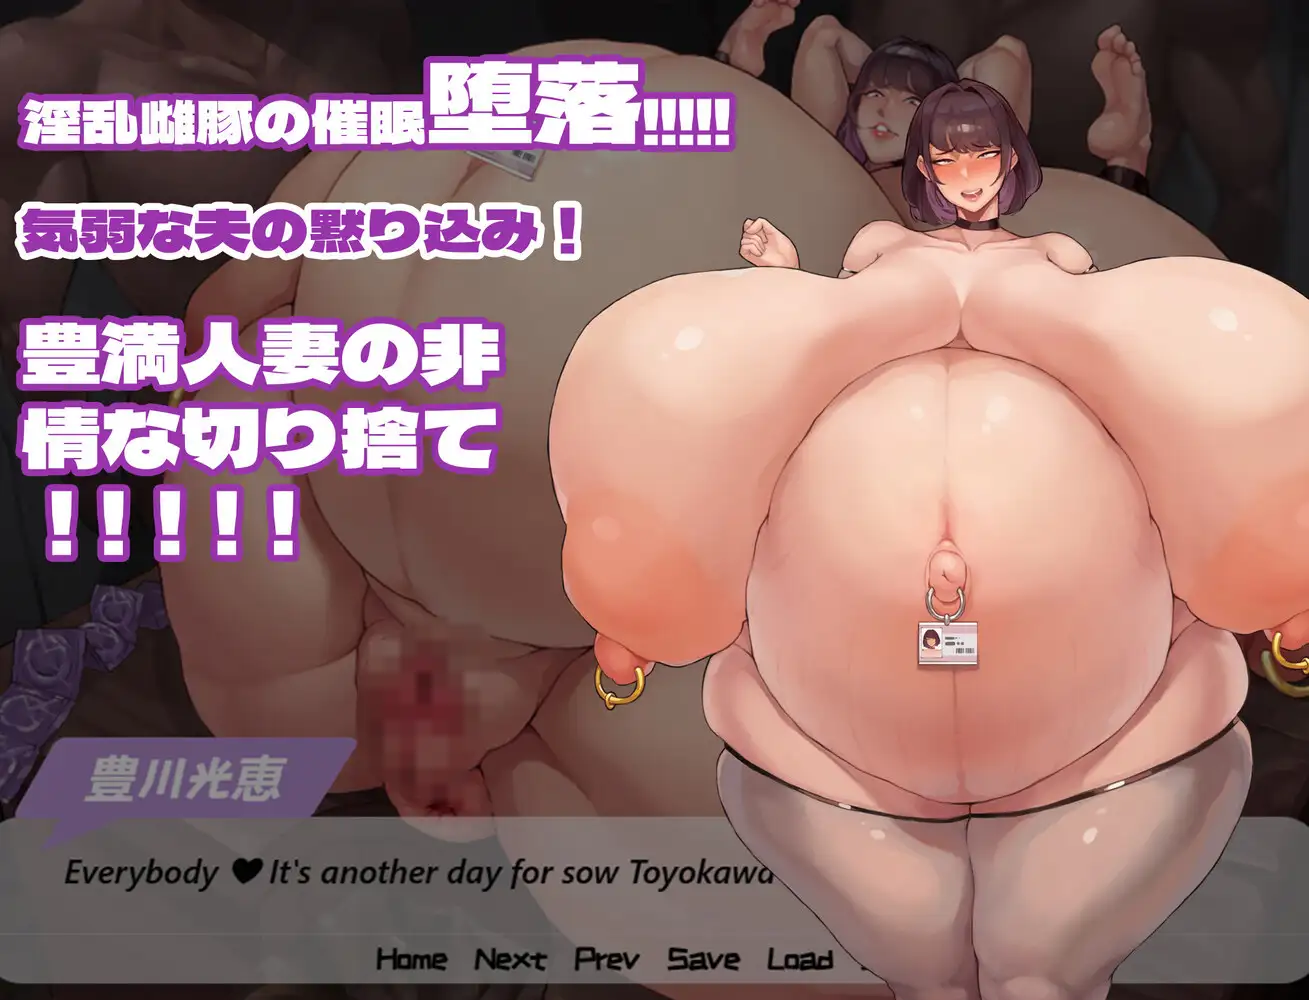 淫乱雌豚の催眠堕落!!!!!
気弱な夫の黙り込み！
豊満人妻の非
情な切り捨て
！！！！！
豊川光恵
Everybody ♥ It's another day for sow Toyokawa
Home Next Prev Save Load